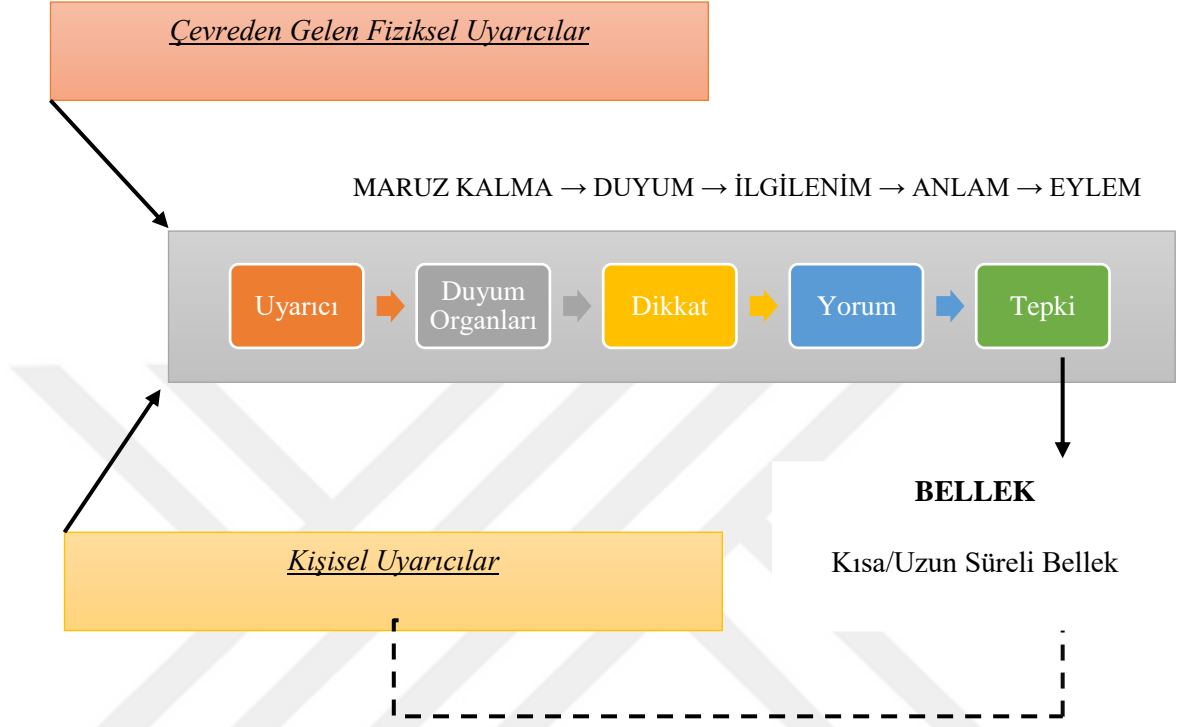 Çevreden Gelen Fiziksel Uyarıcılar
MARUZ KALMA → DUYUM → İLGİLENİM → ANLAM → EYLEM
Uyarıcı
Duyum
Organları
Dikkat
Yorum
Tepki
BELLEK
Kısa/Uzun Süreli Bellek
Kişisel Uyarıcılar